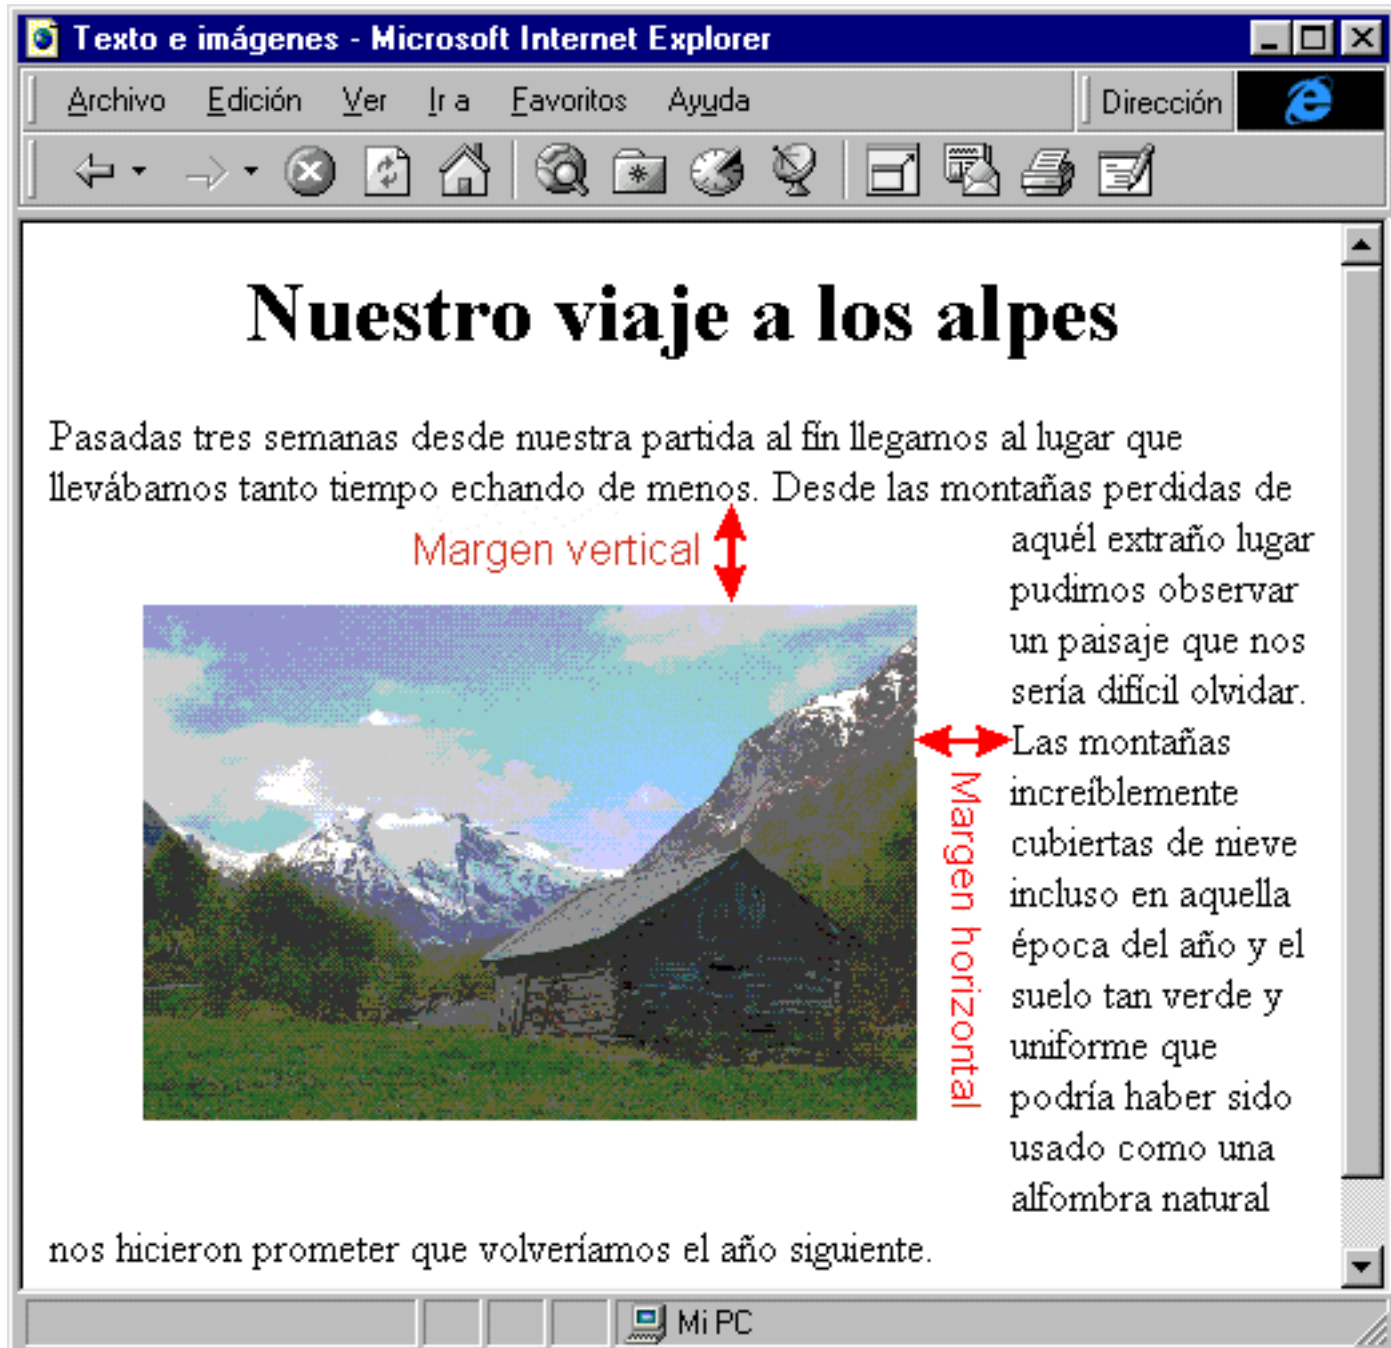 Texto e imágenes - Microsoft Internet Explorer
Archivo Edición Ver Ir a Favoritos Ayuda Dirección
Nuestro viaje a los alpes
Pasadas tres semanas desde nuestra partida al fín llegamos al lugar que
llevábamos tanto tiempo echando de menos. Desde las montañas perdidas de
Margen vertical
aquél extraño lugar
pudimos observar
un paisaje que nos
sería difícil olvidar.
Las montañas
increíblemente
cubiertas de nieve
incluso en aquella
época del año y el
suelo tan verde y
uniforme que
podría haber sido
usado como una
alfombra natural
Margen horizontal
nos hicieron prometer que volveríamos el año siguiente.
Mi PC